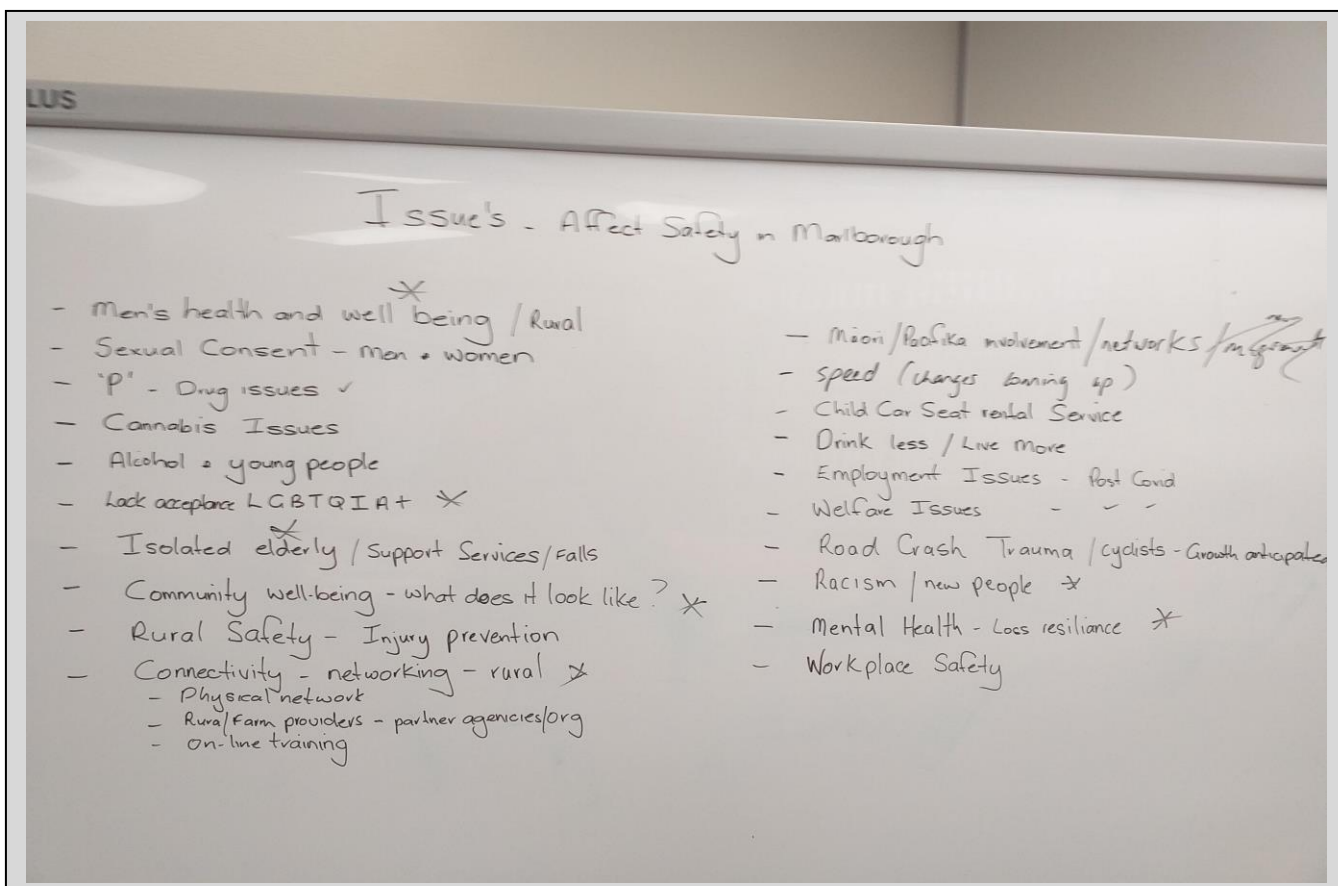 LUS
Issue's - Affect Safety in Marlborough
- Men's health and well being / Rural
- Sexual Consent - men & women
- 'P' - Drug issues ✓
- Cannabis Issues
- Alcohol & young people
- Lack acceptance LGBTQIA+ *
- Isolated elderly / Support Services / Falls
- Community well-being - what does it look like? *
- Rural Safety - Injury prevention
- Connectivity - networking - rural *
- Physical network
- Rural/Farm providers - partner agencies/org
- on-line training
- Maori/Pasifika involvement / networks /
- speed (changes coming up)
- Child Car Seat rental Service
- Drink less / Live more
- Employment Issues - Post Covid
- Welfare Issues - " "
- Road Crash Trauma / cyclists - Growth anticipated
- Racism / new people *
- Mental Health - Loss resiliance *
- Workplace Safety